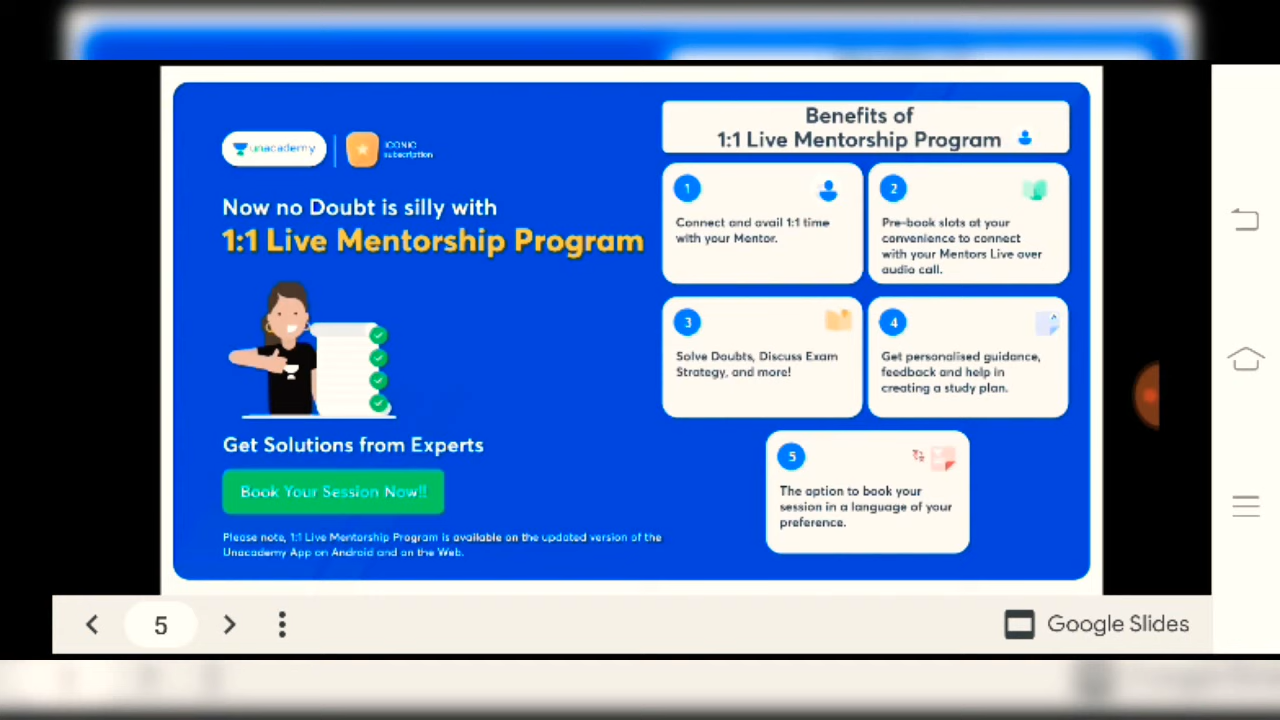 unacademy
ICONIC
subscription
Now no Doubt is silly with
1:1 Live Mentorship Program
Get Solutions from Experts
Book Your Session Now!!
Please note, 1:1 Live Mentorship Program is available on the updated version of the
Unacademy App on Android and on the Web.
Benefits of
1:1 Live Mentorship Program
1
Connect and avail 1:1 time
with your Mentor.
2
Pre-book slots at your
convenience to connect
with your Mentors Live over
audio call.
3
Solve Doubts, Discuss Exam
Strategy, and more!
4
Get personalised guidance,
feedback and help in
creating a study plan.
5
The option to book your
session in a language of your
preference.
5
Google Slides